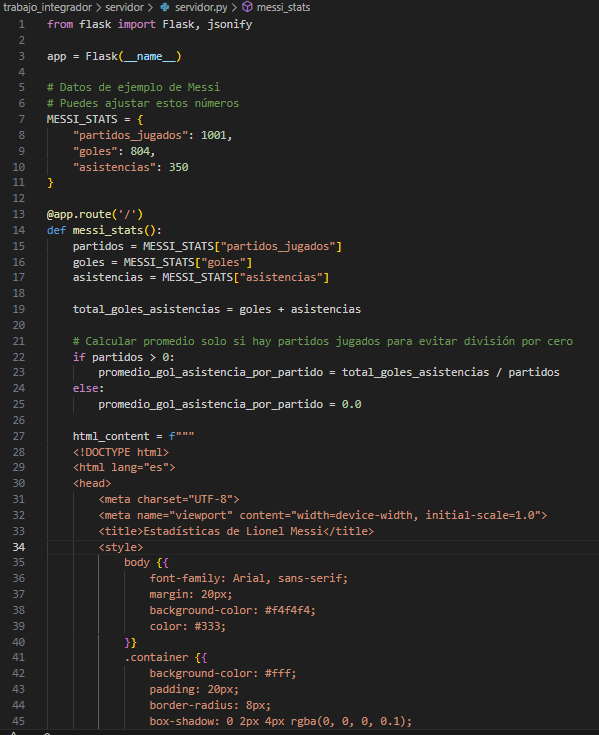 trabajo_integrador > servidor > servidor.py > messi_stats
1 from flask import Flask, jsonify
2
3 app = Flask(__name__)
4
5 # Datos de ejemplo de Messi
6 # Puedes ajustar estos números
7 MESSI_STATS = {
8     "partidos_jugados": 1001,
9     "goles": 804,
10     "asistencias": 350
11 }
12
13 @app.route('/')
14 def messi_stats():
15     partidos = MESSI_STATS["partidos_jugados"]
16     goles = MESSI_STATS["goles"]
17     asistencias = MESSI_STATS["asistencias"]
18
19     total_goles_asistencias = goles + asistencias
20
21     # Calcular promedio solo si hay partidos jugados para evitar división por cero
22     if partidos > 0:
23         promedio_gol_asistencia_por_partido = total_goles_asistencias / partidos
24     else:
25         promedio_gol_asistencia_por_partido = 0.0
26
27     html_content = f"""
28     <!DOCTYPE html>
29     <html lang="es">
30     <head>
31         <meta charset="UTF-8">
32         <meta name="viewport" content="width=device-width, initial-scale=1.0">
33         <title>Estadísticas de Lionel Messi</title>
34         <style>
35             body {{
36                 font-family: Arial, sans-serif;
37                 margin: 20px;
38                 background-color: #f4f4f4;
39                 color: #333;
40             }}
41             .container {{
42                 background-color: #fff;
43                 padding: 20px;
44                 border-radius: 8px;
45                 box-shadow: 0 2px 4px rgba(0, 0, 0, 0.1);